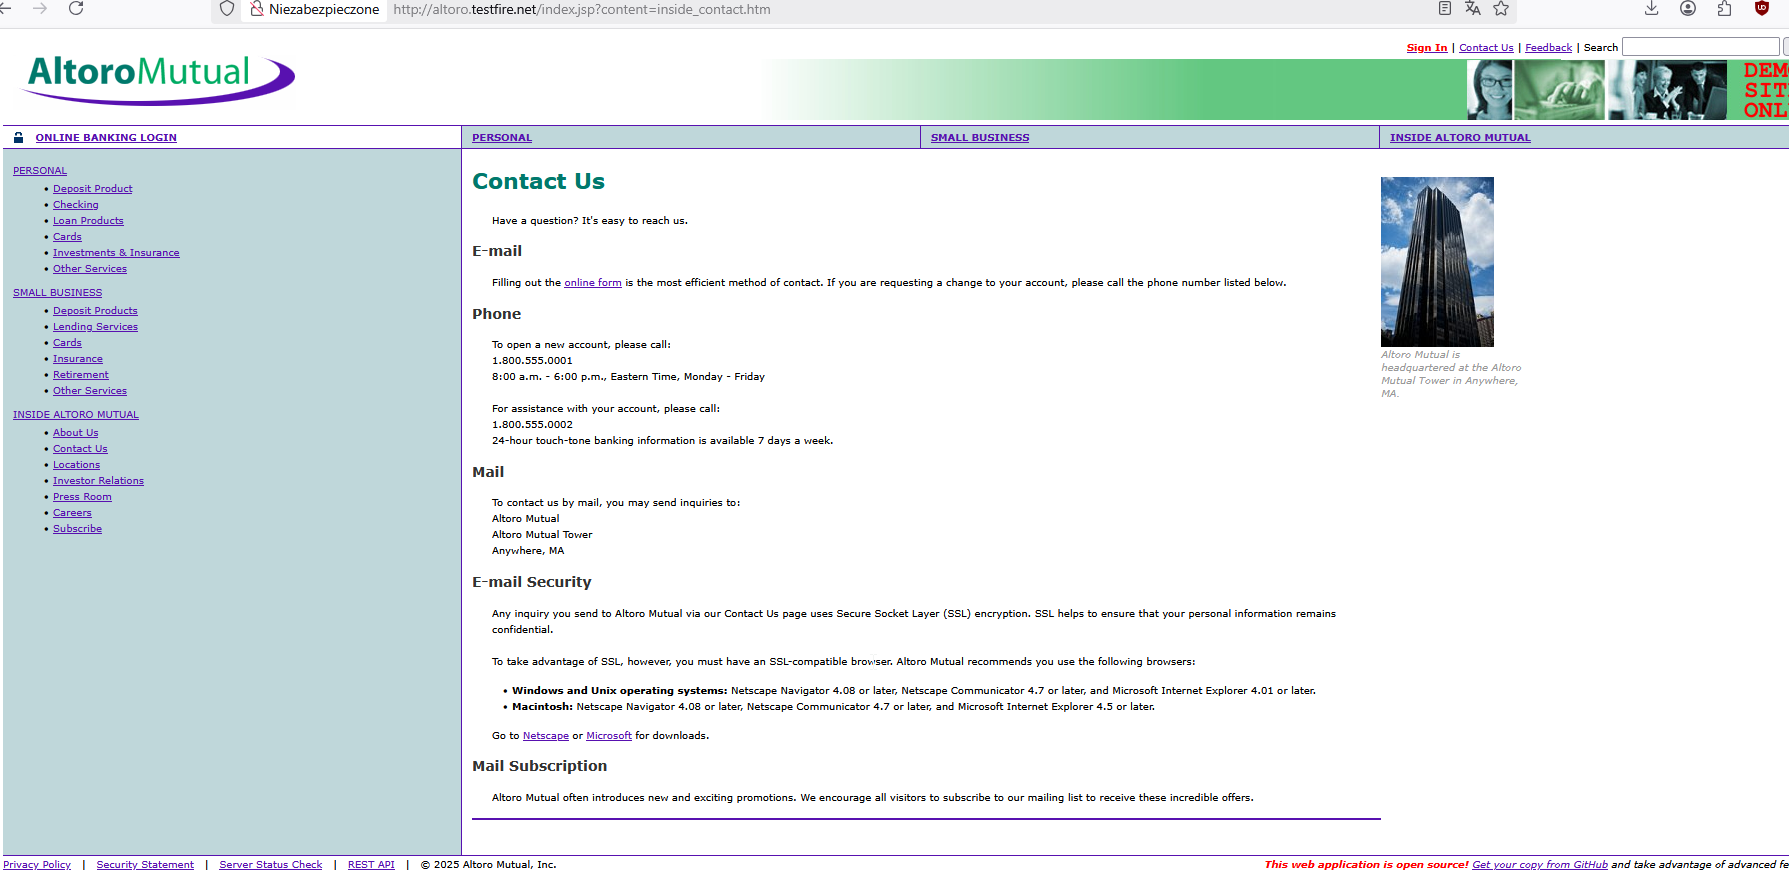 Niezabezpieczone http://altoro.testfire.net/index.jsp?content=inside_contact.htm
Sign In | Contact Us | Feedback | Search
AltoroMutual
DEMO
SITE
ONLY
ONLINE BANKING LOGIN
PERSONAL
SMALL BUSINESS
INSIDE ALTORO MUTUAL
PERSONAL
• Deposit Product
• Checking
• Loan Products
• Cards
• Investments & Insurance
• Other Services
SMALL BUSINESS
• Deposit Products
• Lending Services
• Cards
• Insurance
• Retirement
• Other Services
INSIDE ALTORO MUTUAL
• About Us
• Contact Us
• Locations
• Investor Relations
• Press Room
• Careers
• Subscribe
Contact Us
Have a question? It's easy to reach us.
E-mail
Filling out the online form is the most efficient method of contact. If you are requesting a change to your account, please call the phone number listed below.
Phone
To open a new account, please call:
1.800.555.0001
8:00 a.m. - 6:00 p.m., Eastern Time, Monday - Friday
For assistance with your account, please call:
1.800.555.0002
24-hour touch-tone banking information is available 7 days a week.
Mail
To contact us by mail, you may send inquiries to:
Altoro Mutual
Altoro Mutual Tower
Anywhere, MA
E-mail Security
Any inquiry you send to Altoro Mutual via our Contact Us page uses Secure Socket Layer (SSL) encryption. SSL helps to ensure that your personal information remains
confidential.
To take advantage of SSL, however, you must have an SSL-compatible browser. Altoro Mutual recommends you use the following browsers:
• Windows and Unix operating systems: Netscape Navigator 4.08 or later, Netscape Communicator 4.7 or later, and Microsoft Internet Explorer 4.01 or later.
• Macintosh: Netscape Navigator 4.08 or later, Netscape Communicator 4.7 or later, and Microsoft Internet Explorer 4.5 or later.
Go to Netscape or Microsoft for downloads.
Mail Subscription
Altoro Mutual often introduces new and exciting promotions. We encourage all visitors to subscribe to our mailing list to receive these incredible offers.
Altoro Mutual is
headquartered at the Altoro
Mutual Tower in Anywhere,
MA.
Privacy Policy | Security Statement | Server Status Check | REST API | © 2025 Altoro Mutual, Inc.
This web application is open source! Get your copy from GitHub and take advantage of advanced fe